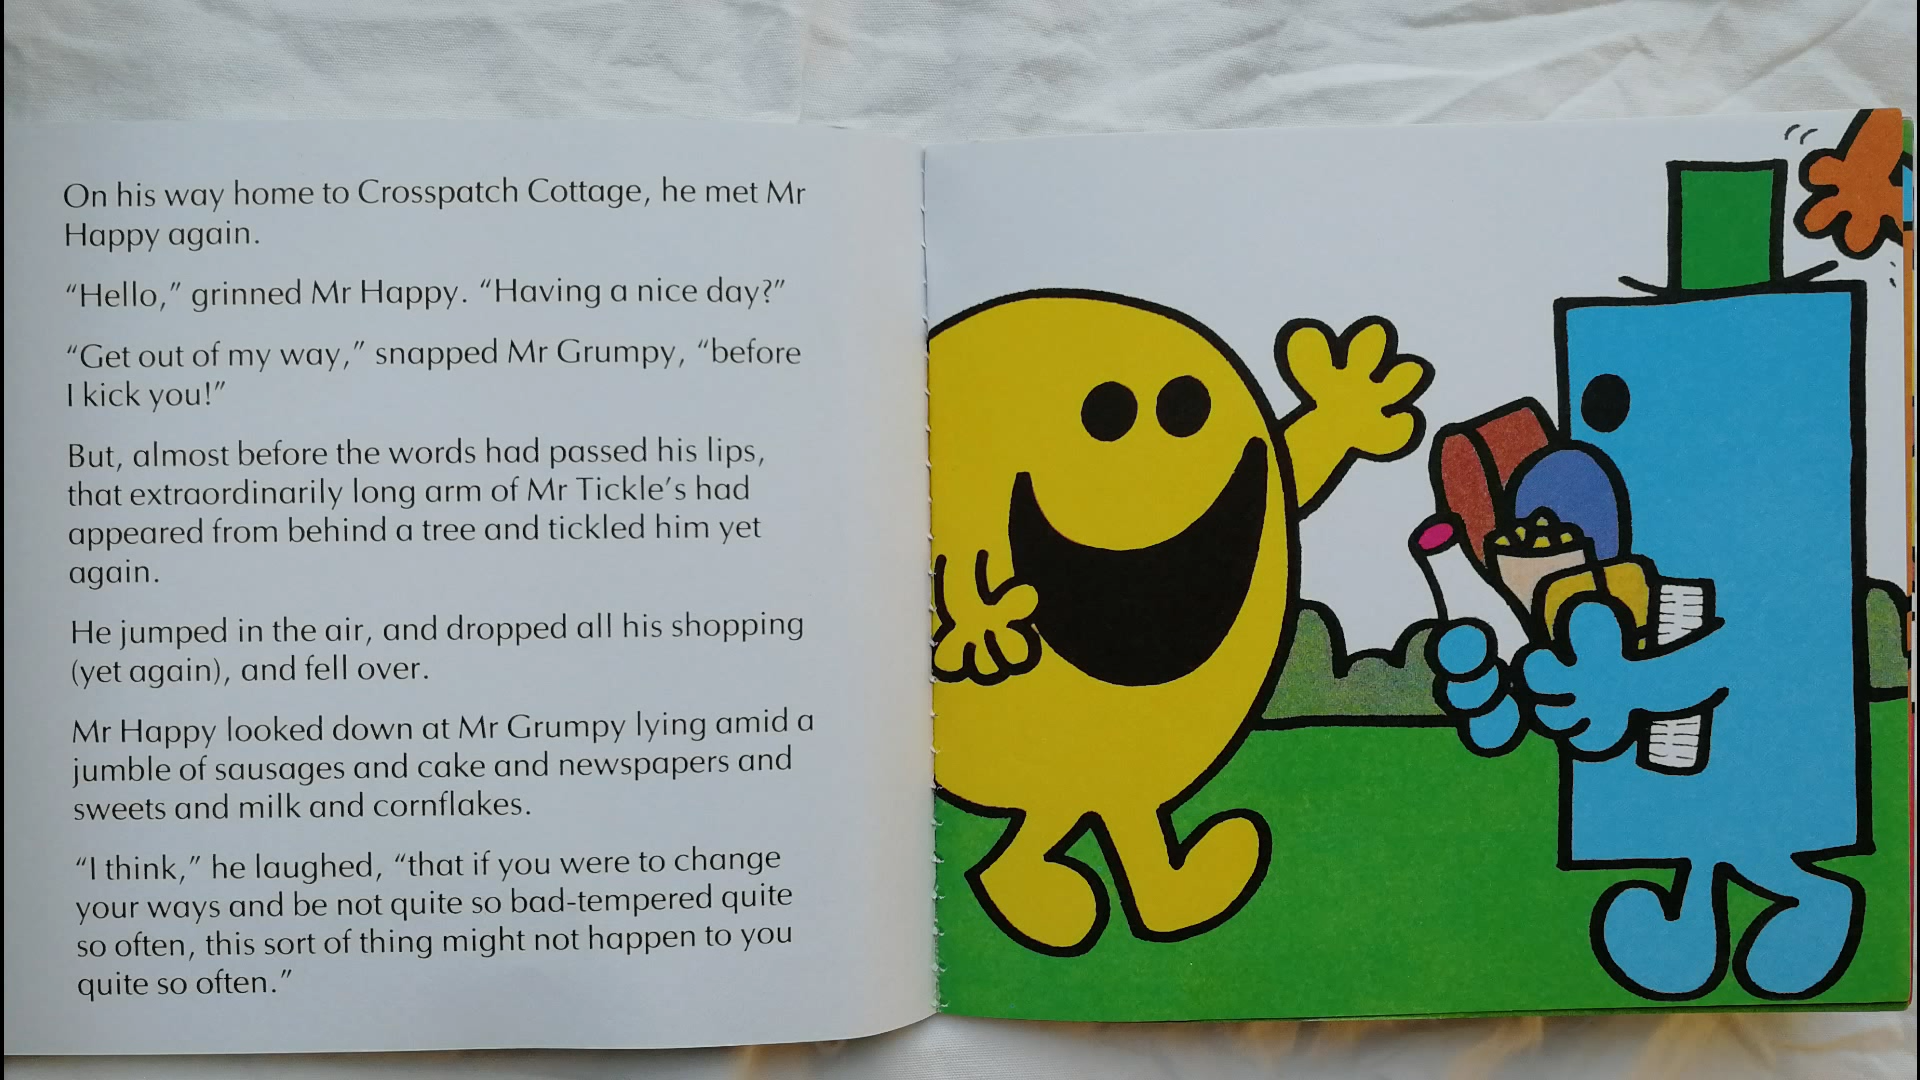 On his way home to Crosspatch Cottage, he met Mr
Happy again.
“Hello,” grinned Mr Happy. “Having a nice day?”
“Get out of my way,” snapped Mr Grumpy, “before
I kick you!”
But, almost before the words had passed his lips,
that extraordinarily long arm of Mr Tickle’s had
appeared from behind a tree and tickled him yet
again.
He jumped in the air, and dropped all his shopping
(yet again), and fell over.
Mr Happy looked down at Mr Grumpy lying amid a
jumble of sausages and cake and newspapers and
sweets and milk and cornflakes.
“I think,” he laughed, “that if you were to change
your ways and be not quite so bad-tempered quite
so often, this sort of thing might not happen to you
quite so often.”